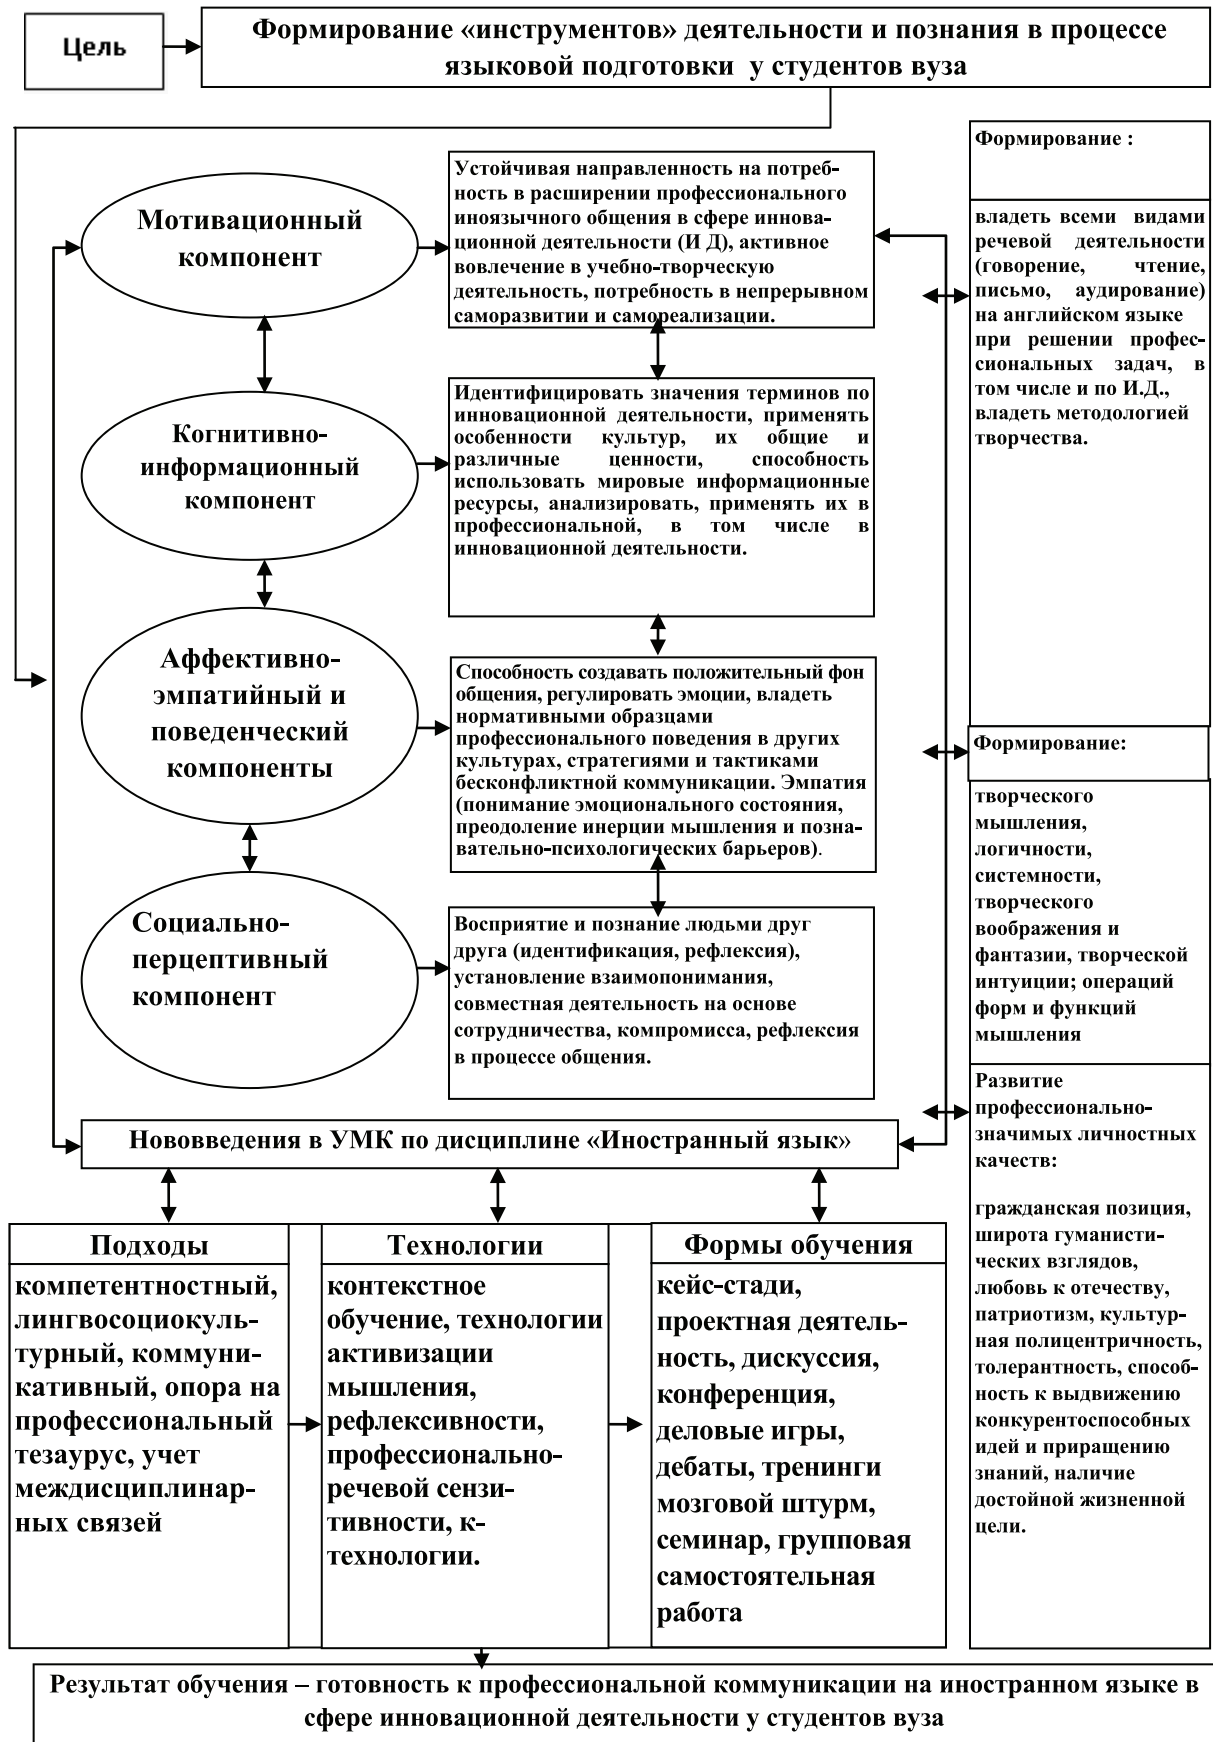 Цель
Формирование «инструментов» деятельности и познания в процессе
языковой подготовки у студентов вуза
Мотивационный
компонент
Устойчивая направленность на потреб-
ность в расширении профессионального
иноязычного общения в сфере иннова-
ционной деятельности (И Д), активное
вовлечение в учебно-творческую
деятельность, потребность в непрерывном
саморазвитии и самореализации.
Когнитивно-
информационный
компонент
Идентифицировать значения терминов по
инновационной деятельности, применять
особенности культур, их общие и
различные ценности, способность
использовать мировые информационные
ресурсы, анализировать, применять их в
профессиональной, в том числе в
инновационной деятельности.
Аффективно-
эмпатийный и
поведенческий
компоненты
Способность создавать положительный фон
общения, регулировать эмоции, владеть
нормативными образцами
профессионального поведения в других
культурах, стратегиями и тактиками
бесконфликтной коммуникации. Эмпатия
(понимание эмоционального состояния,
преодоление инерции мышления и позна-
вательно-психологических барьеров).
Социально-
перцептивный
компонент
Восприятие и познание людьми друг
друга (идентификация, рефлексия),
установление взаимопонимания,
совместная деятельность на основе
сотрудничества, компромисса, рефлексия
в процессе общения.
Формирование :
владеть всеми видами
речевой деятельности
(говорение, чтение,
письмо, аудирование)
на английском языке
при решении профес-
сиональных задач, в
том числе и по И.Д.,
владеть методологией
творчества.
Формирование:
творческого
мышления,
логичности,
системности,
творческого
воображения и
фантазии, творческой
интуиции; операций
форм и функций
мышления
Развитие
профессионально-
значимых личностных
качеств:
гражданская позиция,
широта гуманисти-
ческих взглядов,
любовь к отечеству,
патриотизм, культур-
ная полицентричность,
толерантность, способ-
ность к выдвижению
конкурентоспособных
идей и приращению
знаний, наличие
достойной жизненной
цели.
Нововведения в УМК по дисциплине «Иностранный язык»
Подходы
компетентностный,
лингвосоциокуль-
турный, коммуни-
кативный, опора на
профессиональный
тезаурус, учет
междисциплинар-
ных связей
Технологии
контекстное
обучение, технологии
активизации
мышления,
рефлексивности,
профессионально-
речевой сензи-
тивности, к-
технологии.
Формы обучения
кейс-стади,
проектная деятель-
ность, дискуссия,
конференция,
деловые игры,
дебаты, тренинги
мозговой штурм,
семинар, групповая
самостоятельная
работа
Результат обучения – готовность к профессиональной коммуникации на иностранном языке в
сфере инновационной деятельности у студентов вуза